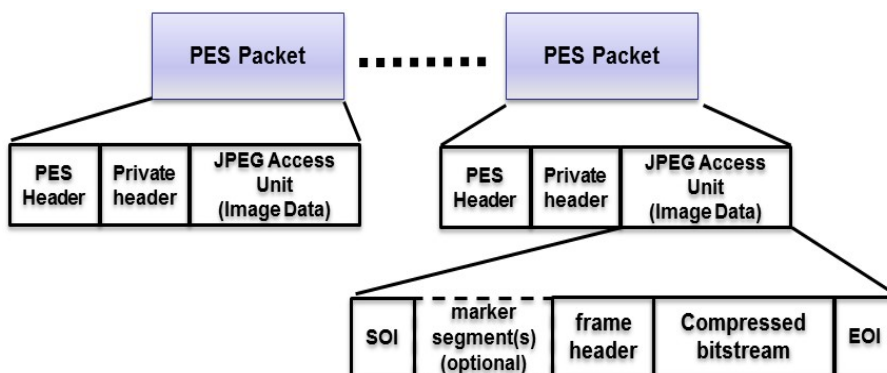 PES Packet
PES Packet
PES
Header
Private
header
JPEG Access
Unit
(Image Data)
PES
Header
Private
header
JPEG Access
Unit
(Image Data)
SOI
marker
segment(s)
(optional)
frame
header
Compressed
bitstream
EOI